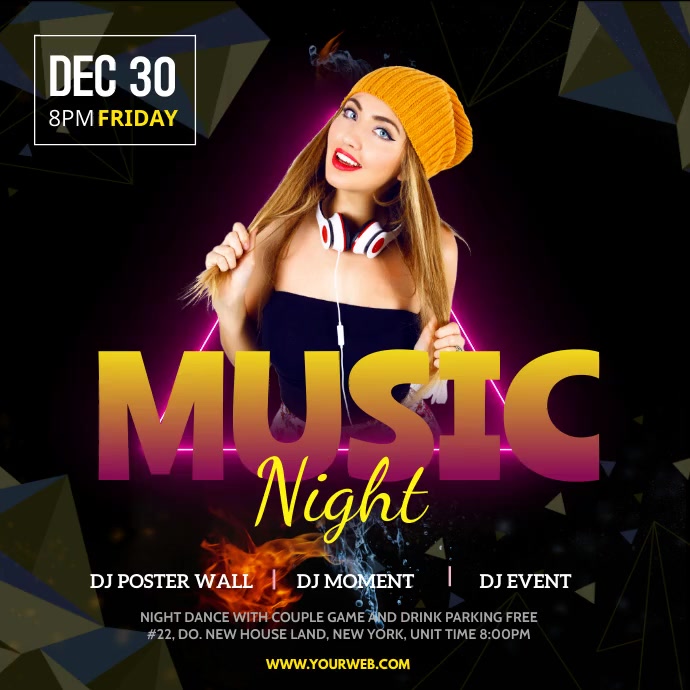 DEC 30
8PM FRIDAY
MUSIC
Night
DJ POSTER WALL | DJ MOMENT | DJ EVENT
NIGHT DANCE WITH COUPLE GAME AND DRINK PARKING FREE
#22, DO. NEW HOUSE LAND, NEW YORK, UNIT TIME 8:00PM
WWW.YOURWEB.COM